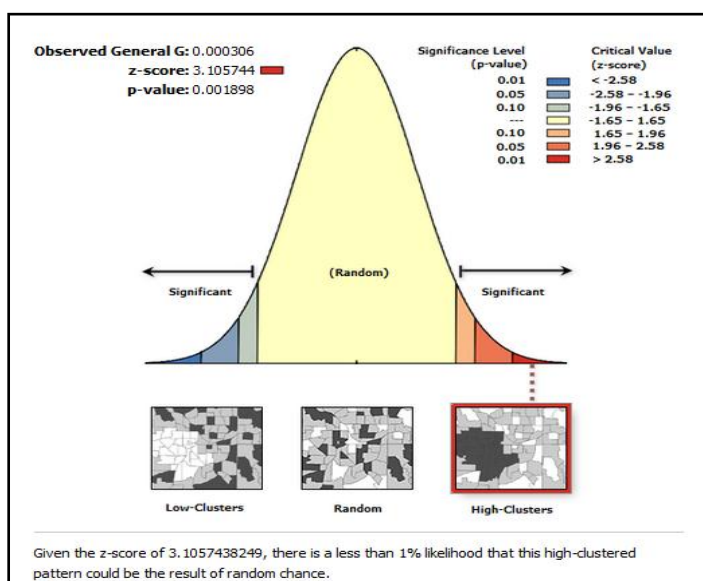 Observed General G: 0.000306
z-score: 3.105744
p-value: 0.001898
Significance Level
(p-value)
Critical Value
(z-score)
0.01 < -2.58
0.05 -2.58 – -1.96
0.10 -1.96 – -1.65
--- -1.65 – 1.65
0.10 1.65 – 1.96
0.05 1.96 – 2.58
0.01 > 2.58
(Random)
Significant
Significant
Low-Clusters
Random
High-Clusters
Given the z-score of 3.1057438249, there is a less than 1% likelihood that this high-clustered
pattern could be the result of random chance.